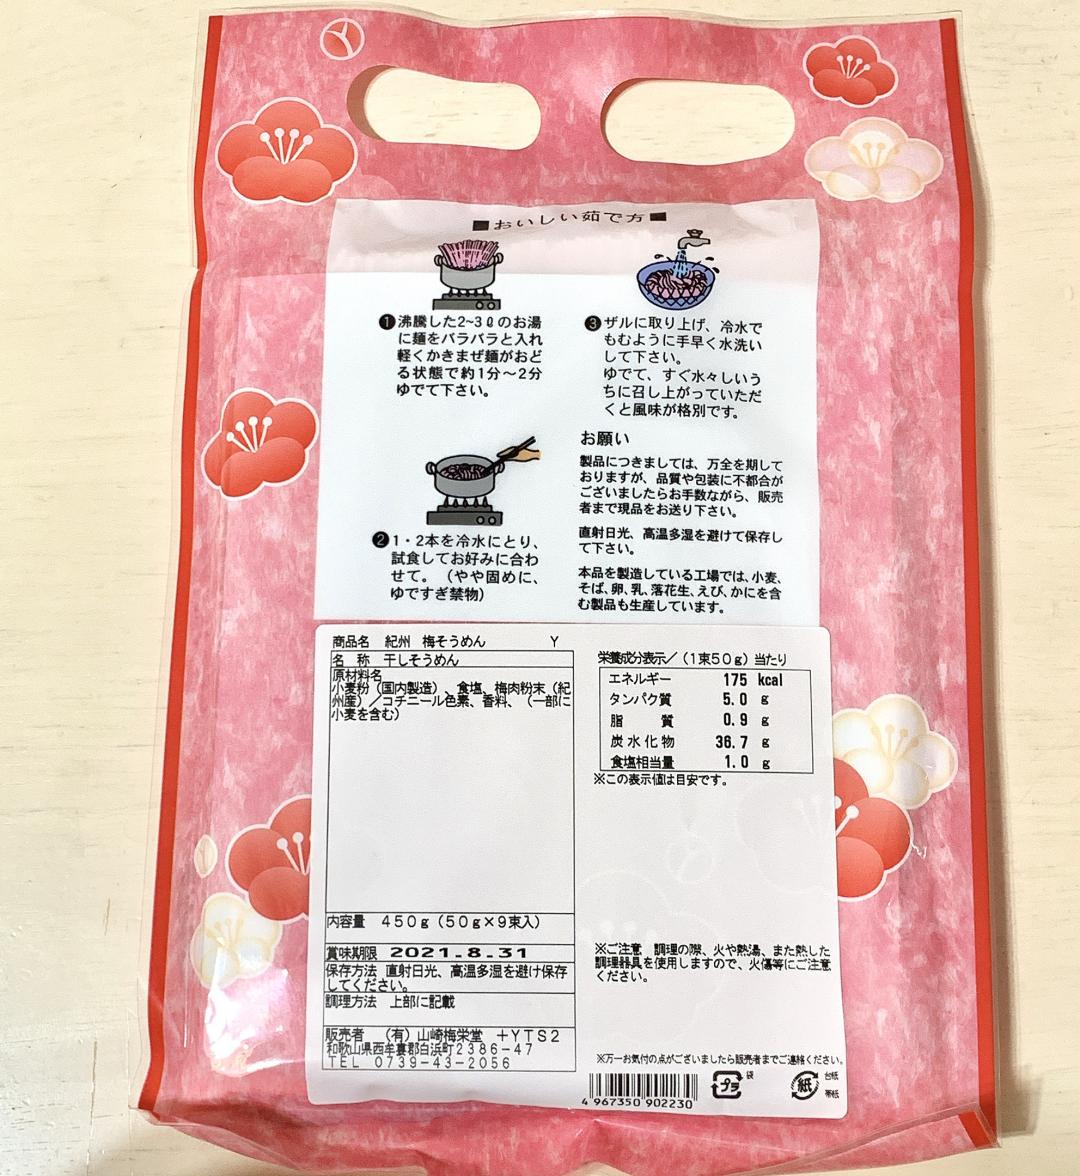 ■おいしい茹で方■
❶沸騰した2~3ℓのお湯
に麺をバラバラと入れ
軽くかきまぜ麺がおど
る状態で約1分～2分
ゆでて下さい。
❷1・2本を冷水にとり、
試食してお好みに合わ
せて。（やや固めに、
ゆですぎ禁物）
❸ザルに取り上げ、冷水で
もむように手早く水洗い
して下さい。
ゆでて、すぐ水々しいう
ちに召し上がっていただ
くと風味が格別です。
お願い
製品につきましては、万全を期して
おりますが、品質や包装に不都合が
ございましたらお手数ながら、販売
者まで現品をお送り下さい。
直射日光、高温多湿を避けて保存し
て下さい。
本品を製造している工場では、小麦、
そば、卵、乳、落花生、えび、かにを含
む製品も生産しています。
商品名　紀州　梅そうめん　Y
名　称　干しそうめん
原材料名
小麦粉（国内製造）、食塩、梅肉粉末（紀
州産）／コチニール色素、香料、（一部に
小麦を含む）
内容量　450g（50g×9束入）
賞味期限　2021.8.31
保存方法　直射日光、高温多湿を避け保存
してください。
調理方法　上部に記載
販売者　（有）山崎梅栄堂　＋YTS2
和歌山県西牟婁郡白浜町2386-47
TEL　0739-43-2056
栄養成分表示／（1束50g）当たり
エネルギー　175　kcal
タンパク質　5.0　g
脂　質　0.9　g
炭水化物　36.7　g
食塩相当量　1.0　g
※この表示値は目安です。
※ご注意　調理の際、火や熱湯、また熱した
調理器具を使用しますので、火傷等にご注意
ください。
※万一お気付の点がございましたら販売者までご連絡ください。
4967350902230
プラ　袋
紙　台紙
帯紙